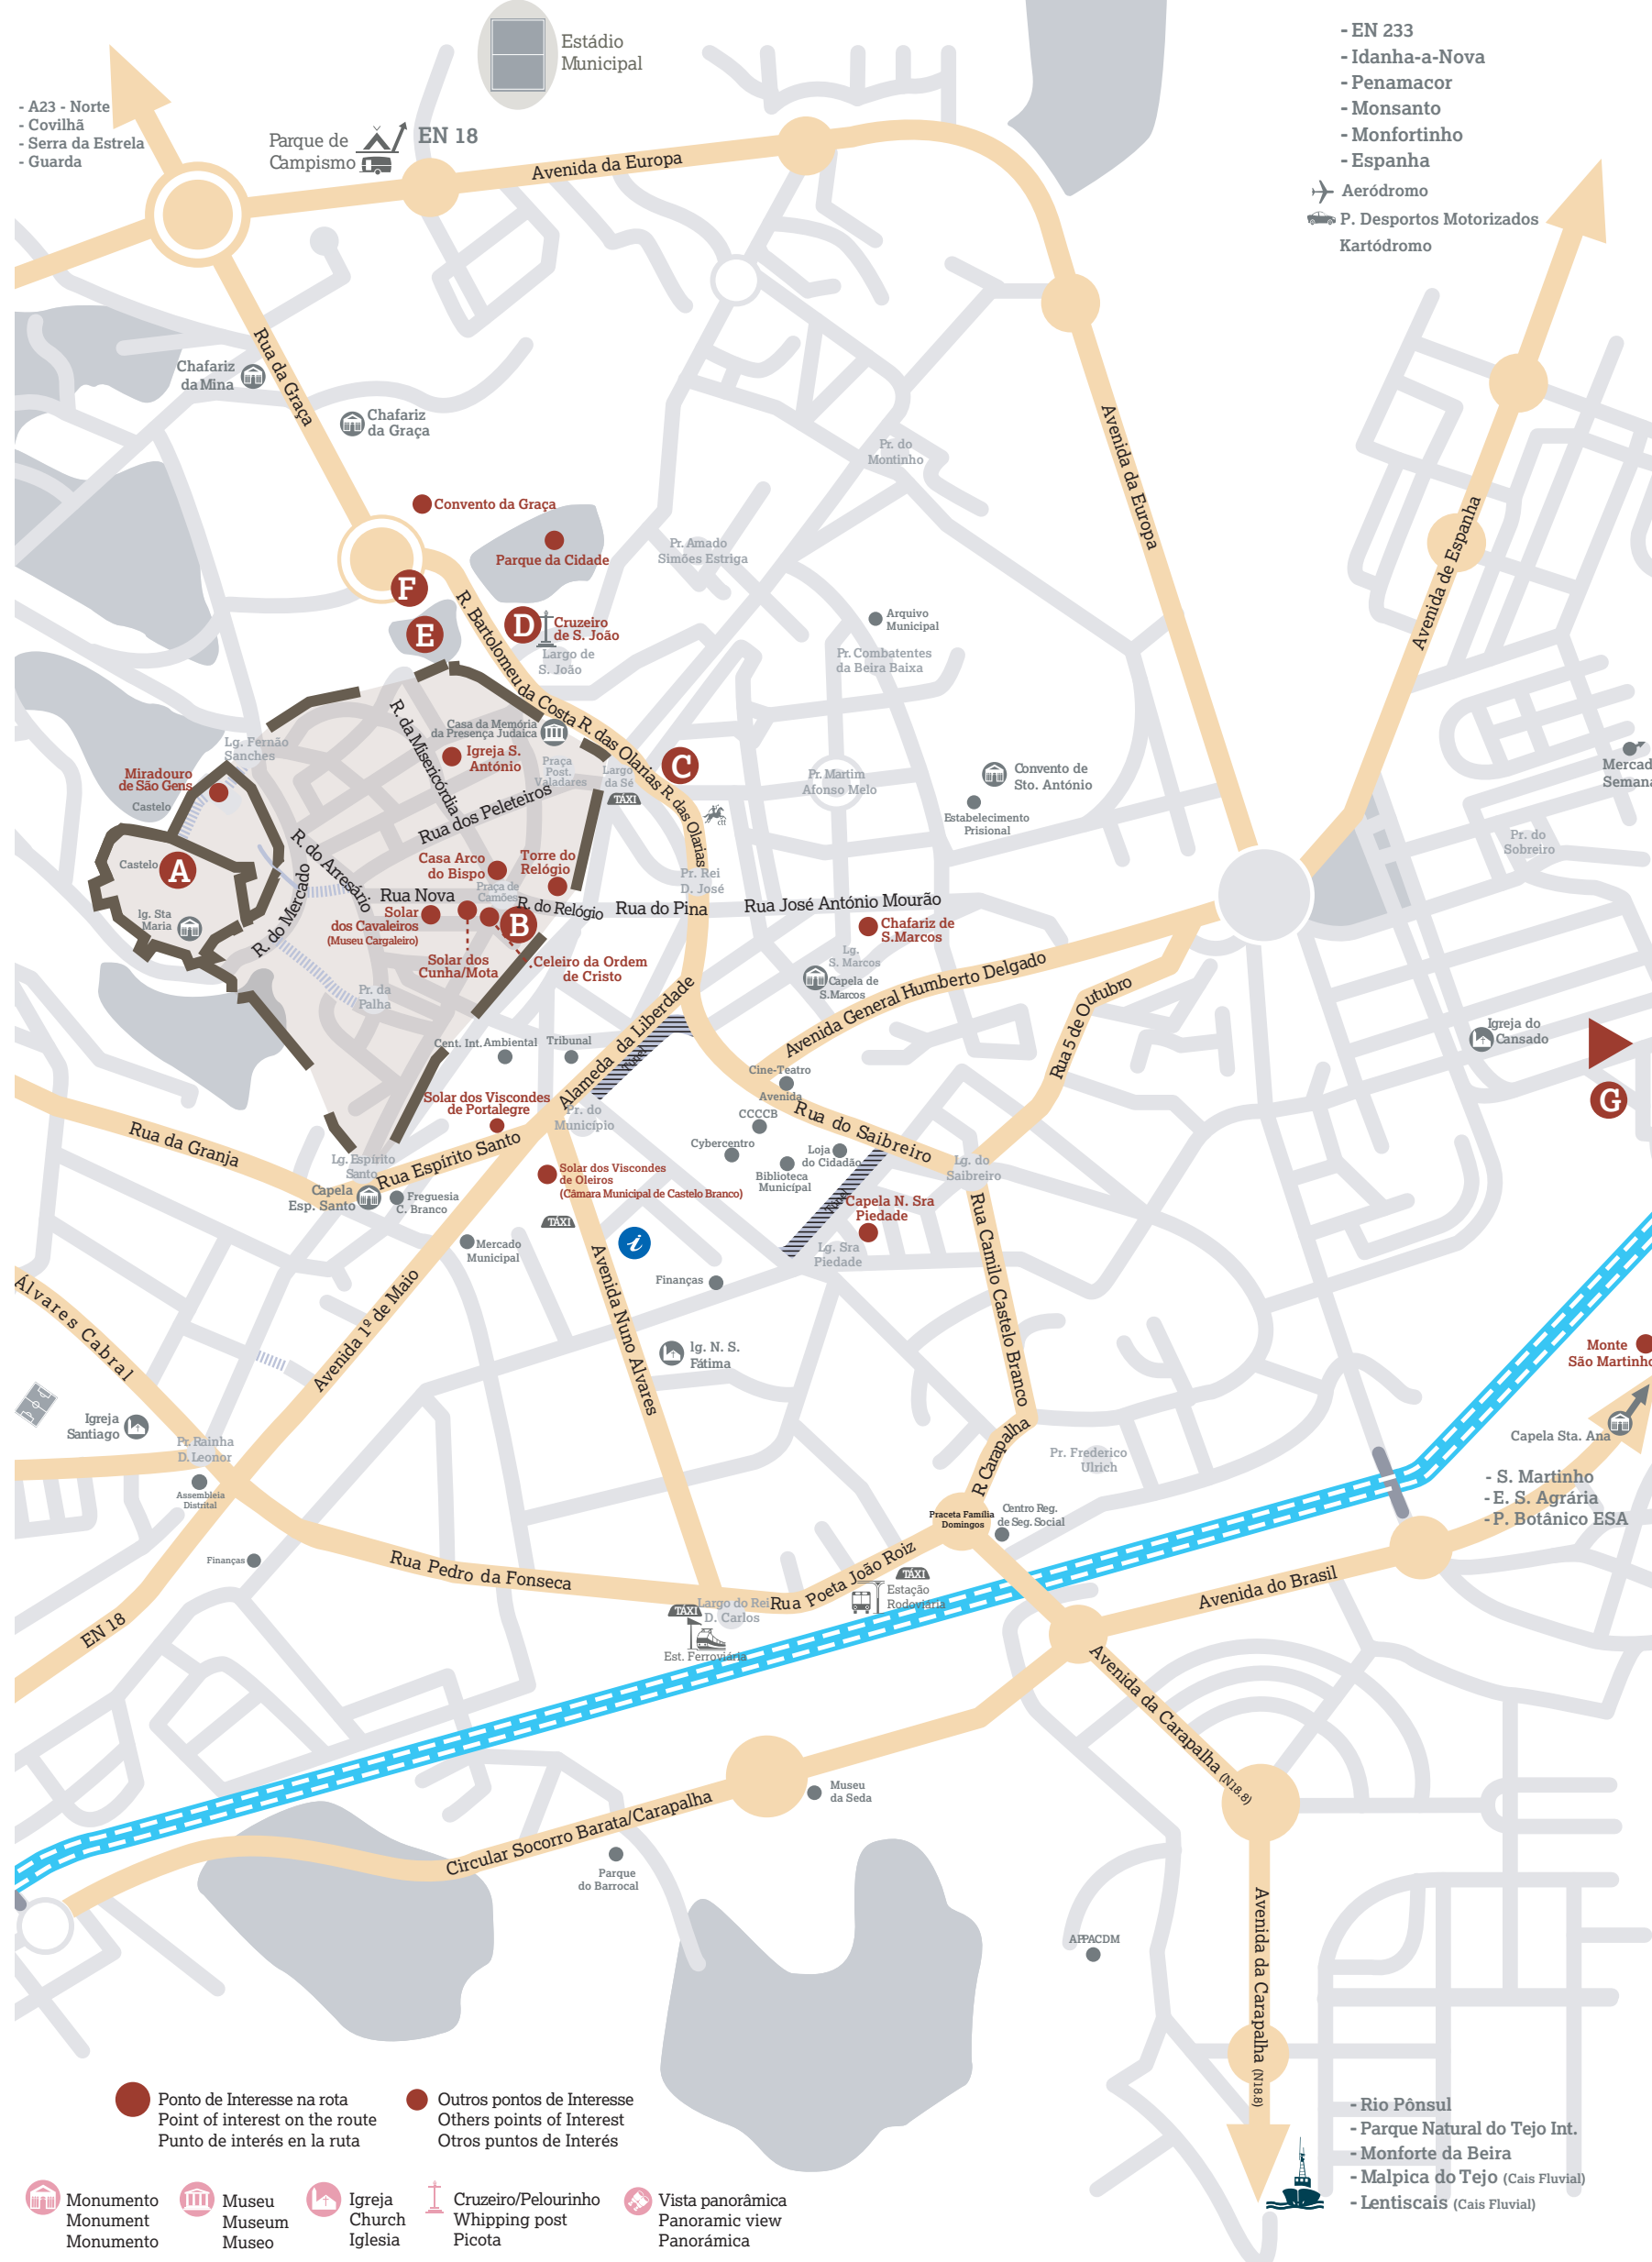 Estádio
Municipal
- EN 233
- Idanha-a-Nova
- Penamacor
- Monsanto
- Monfortinho
- Espanha
Aeródromo
P. Desportos Motorizados
Kartódromo
- A23 - Norte
- Covilhã
- Serra da Estrela
- Guarda
Parque de
Campismo
EN 18
Avenida da Europa
Rua da Graça
Chafariz
da Mina
Chafariz
da Graça
Pr. do
Montinho
Avenida da Europa
Avenida de Espanha
Convento da Graça
Parque da Cidade
Pr. Amado
Simões Estriga
F
E
D
Cruzeiro
de S. João
Largo de
S. João
R. Bartolomeu da Costa
Arquivo
Municipal
Pr. Combatentes
da Beira Baixa
R. da Misericórdia
Casa da Memória
da Presença Judaica
R. das Olarias
R. das Olarias
Lg. Fernão
Sanches
Igreja S.
António
Praça
Post.
Valadares
Largo
da Sé
TÁXI
C
ctt
Miradouro
de São Gens
Castelo
Rua dos Peleteiros
Pr. Martim
Afonso Melo
Convento de
Sto. António
Estabelecimento
Prisional
Mercad
Semana
Pr. do
Sobreiro
Castelo
A
R. do Arresário
R. do Mercado
Casa Arco
do Bispo
Torre do
Relógio
Praça de
Camões
Pr. Rei
D. José
Rua Nova
R. do Relógio
Rua do Pina
Rua José António Mourão
lg. Sta
Maria
Solar
dos Cavaleiros
(Museu Cargaleiro)
B
Chafariz de
S.Marcos
Solar dos
Cunha/Mota
Celeiro da Ordem
de Cristo
Lg.
S. Marcos
Capela de
S.Marcos
Pr. da
Palha
Avenida General Humberto Delgado
Rua 5 de Outubro
Alameda da Liberdade
Túnel
Cent. Int. Ambiental
Tribunal
Igreja do
Cansado
G
Cine-Teatro
Avenida
Solar dos Viscondes
de Portalegre
Pr. do
Município
CCCCB
Rua do Saibreiro
Rua da Granja
Lg. Espírito
Santo
Rua Espírito Santo
Cybercentro
Loja
do Cidadão
Biblioteca
Municípal
Lg. do
Saibreiro
Capela
Esp. Santo
Freguesia
C. Branco
Solar dos Viscondes
de Oleiros
(Câmara Municipal de Castelo Branco)
Túnel
Capela N. Sra
Piedade
TÁXI
i
Mercado
Municipal
Lg. Sra
Piedade
Finanças
Rua Camilo Castelo Branco
Álvares Cabral
Avenida 1º de Maio
Avenida Nuno Alvares
Ig. N. S.
Fátima
Monte
São Martinho
Igreja
Santiago
Pr. Rainha
D. Leonor
R Carapalha
Pr. Frederico
Ulrich
Capela Sta. Ana
- S. Martinho
- E. S. Agrária
- P. Botânico ESA
Assembleia
Distrital
Praceta Família
Domingos
Centro Reg.
de Seg. Social
Finanças
Rua Pedro da Fonseca
Rua Poeta João Roiz
TÁXI
Estação
Rodoviária
Avenida do Brasil
EN 18
TÁXI
Largo do Rei
D. Carlos
Est. Ferroviária
Avenida da Carapalha (N18.8)
Museu
da Seda
Circular Socorro Barata/Carapalha
Parque
do Barrocal
APPACDM
Avenida da Carapalha (N18.8)
Ponto de Interesse na rota
Point of interest on the route
Punto de interés en la ruta
Outros pontos de Interesse
Others points of Interest
Otros puntos de Interés
- Rio Pônsul
- Parque Natural do Tejo Int.
- Monforte da Beira
- Malpica do Tejo (Cais Fluvial)
- Lentiscais (Cais Fluvial)
Monumento
Monument
Monumento
Museu
Museum
Museo
Igreja
Church
Iglesia
Cruzeiro/Pelourinho
Whipping post
Picota
Vista panorâmica
Panoramic view
Panorámica